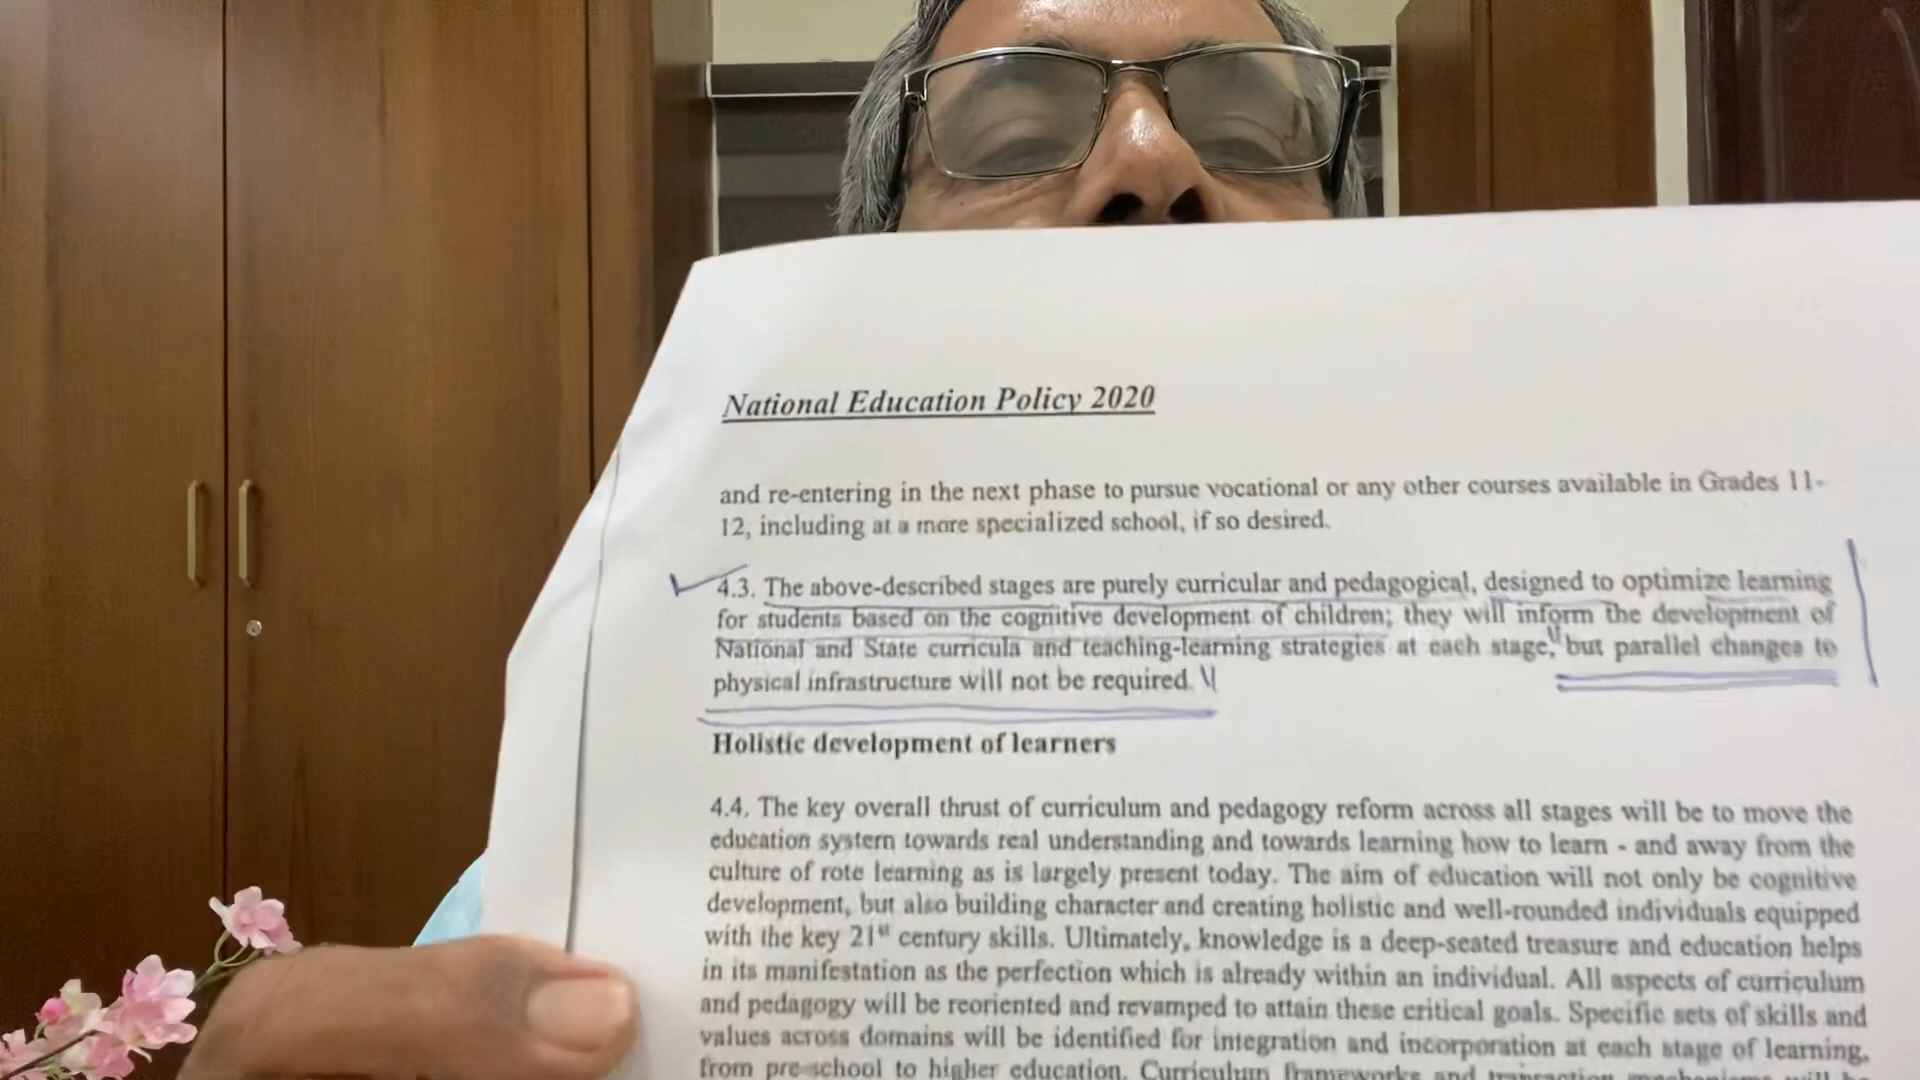 National Education Policy 2020
and re-entering in the next phase to pursue vocational or any other courses available in Grades 11-
12, including at a more specialized school, if so desired.
4.3. The above-described stages are purely curricular and pedagogical, designed to optimize learning
for students based on the cognitive development of children; they will inform the development of
National and State curricula and teaching-learning strategies at each stage, but parallel changes to
physical infrastructure will not be required.
Holistic development of learners
4.4. The key overall thrust of curriculum and pedagogy reform across all stages will be to move the
education system towards real understanding and towards learning how to learn - and away from the
culture of rote learning as is largely present today. The aim of education will not only be cognitive
development, but also building character and creating holistic and well-rounded individuals equipped
with the key 21st century skills. Ultimately, knowledge is a deep-seated treasure and education helps
in its manifestation as the perfection which is already within an individual. All aspects of curriculum
and pedagogy will be reoriented and revamped to attain these critical goals. Specific sets of skills and
values across domains will be identified for integration and incorporation at each stage of learning,
from pre-school to higher education. Curriculum frameworks and transaction mechanisms will be